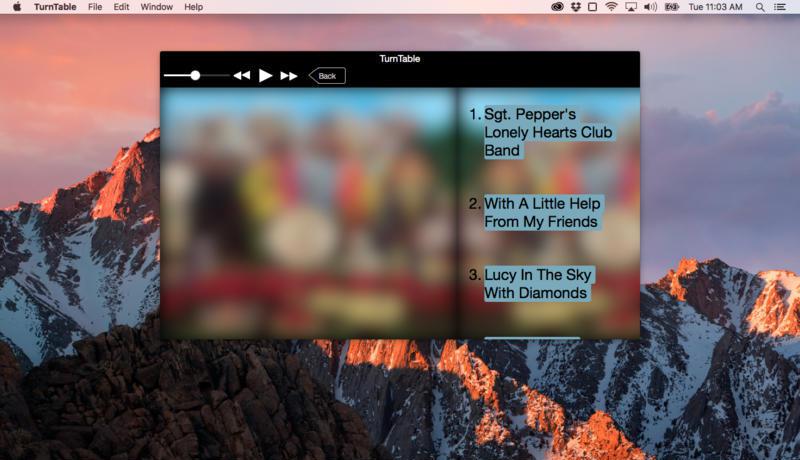 TurnTable File Edit Window Help Tue 11:03 AM
TurnTable
Back
1. Sgt. Pepper's
Lonely Hearts Club
Band
2. With A Little Help
From My Friends
3. Lucy In The Sky
With Diamonds